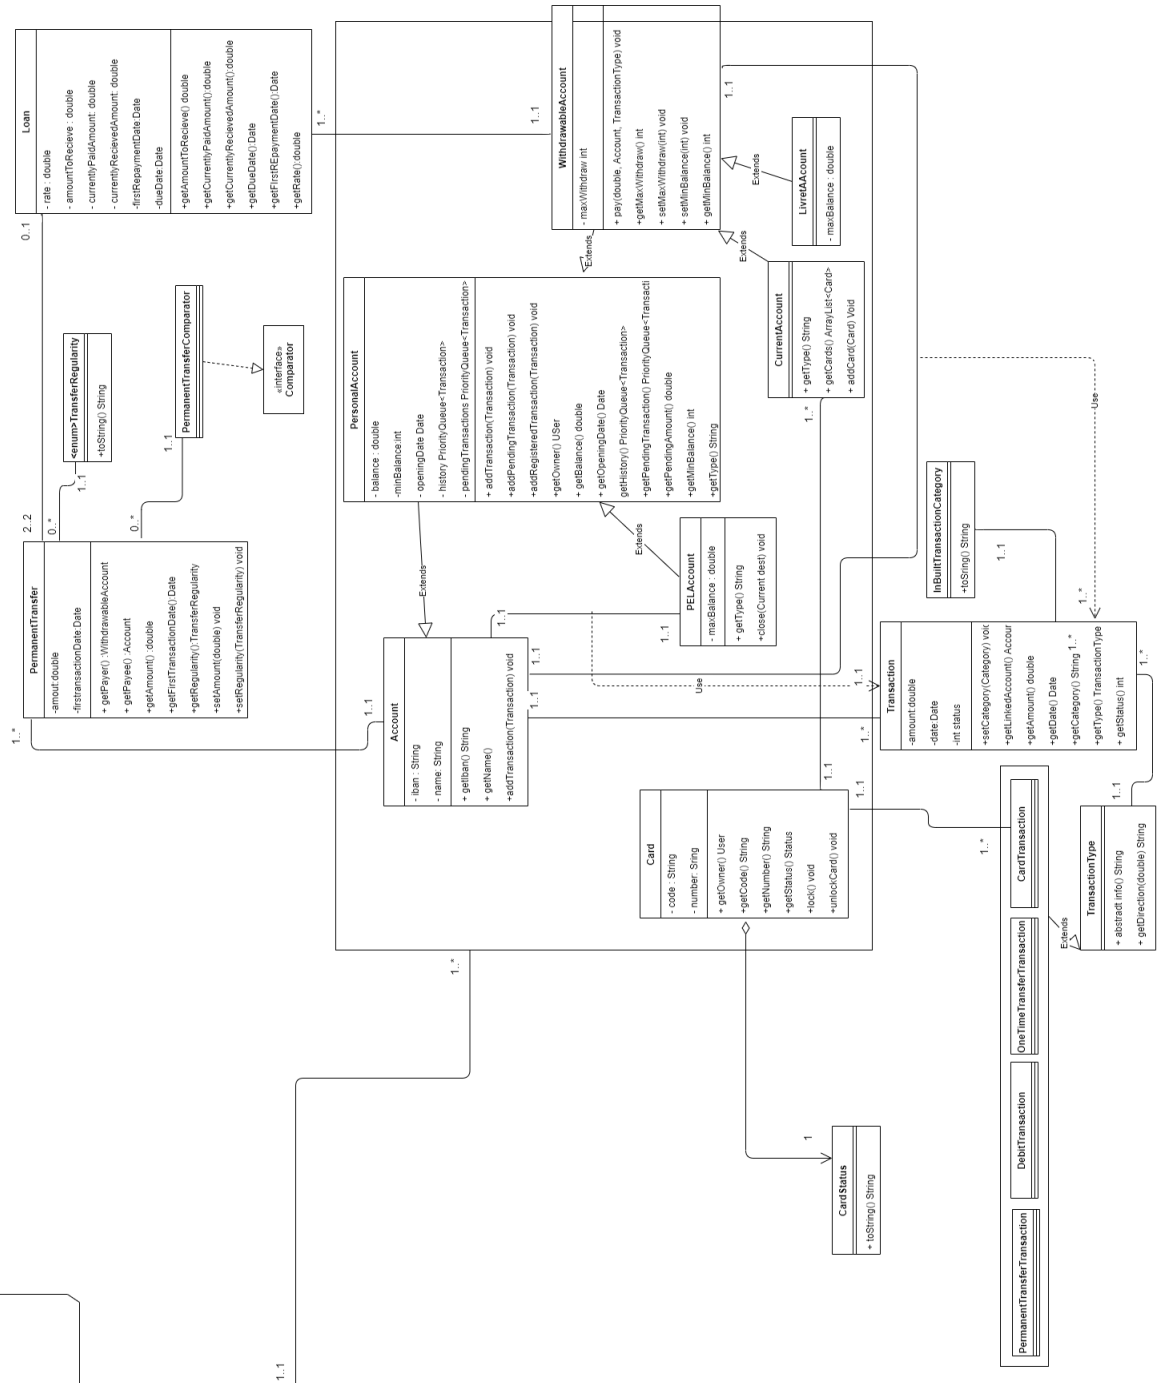 Loan
- rate : double
- amountToRecieve : double
- currentlyPaidAmount: double
- currentlyRecievedAmount: double
-firstRepaymentDate:Date
-dueDate:Date
+getAmountToRecieve() double
+getCurrentlyPaidAmount():double
+getCurrentlyRecievedAmount():double
+getDueDate():Date
+getFIrstREpaymentDate():Date
+getRate():double
0..1
1..*
1..1
WithdrawableAccount
- maxWithdraw int
+ pay(double, Account, TransactionType) void
+getMaxWithdraw() int
+ setMaxWithdraw(int) void
+ setMinBalance(int) void
+ getMinBalance() int
1..1
Extends
LivretAAcount
- maxBalance : double
Extends
Extends
CurrentAccount
+ getType() String
+ getCards() ArrayList<Card>
+ addCard(Card) Void
1..*
<enum>TransferRegularity
+toString() String
1..1
PermanentTransferComparator
1..1
«interface»
Comparator
2..2
0..*
0..*
PermanentTransfer
-amout:double
-firstransactionDate:Date
+ getPayer() :WithdrawableAccount
+ getPayee() :Account
+getAmount() :double
+getFirstTransactionDate():Date
+getRegularity():TransferRegularity
+setAmount(double) void
+setRegularity(TransferRegularity) void
1..*
1..1
PersonalAccount
- balance : double
-minBalance:int
- openingDate Date
- history PriorityQueue<Transaction>
- pendingTransactions PriorityQueue<Transaction>
+ addTransaction(Transaction) void
+addPendingTransaction(Transaction) void
+addRegisteredTransaction(Transaction) void
+getOwner() USer
+ getBalance() double
+ getOpeningDate() Date
getHistory() PriorityQueue<Transaction>
+getPendingTransaction() PriorityQueue<Transacti
+getPendingAmount() double
+getMinBalance() int
+getType() String
Extends
Extends
PELAccount
- maxBalance : double
+ getType() String
+close(Current dest) void
1..1
1..1
Account
- iban : String
- name: String
+ getIban() String
+ getName()
+addTransaction(Transaction) void
1..1
1..1
Use
Use
InBuiltTransactionCategory
+toSring() String
1..1
1..*
1..1
1..*
Transaction
-amount:double
-date:Date
-int status
+setCategory(Category) void
+getLinkedAccount() Accour
+getAmount() double
+getDate() Date
+getCategory() String
1..*
+getType() TransactionType
+ getStatus() int
1..*
1..1
TransactionType
+ abstradt info() String
+ getDirection(double) String
Extends
1..1
1..1
Card
- code : String
- number: Sring
+ getOwner() User
+getCode() String
+getNumber() String
+getStatus() Status
+lock() void
+unlockCard() void
1..*
CardTransaction
OneTimeTransferTransaction
DebitTransaction
PermanentTransferTransaction
1..*
1
CardStatus
+ toString() String
1..1